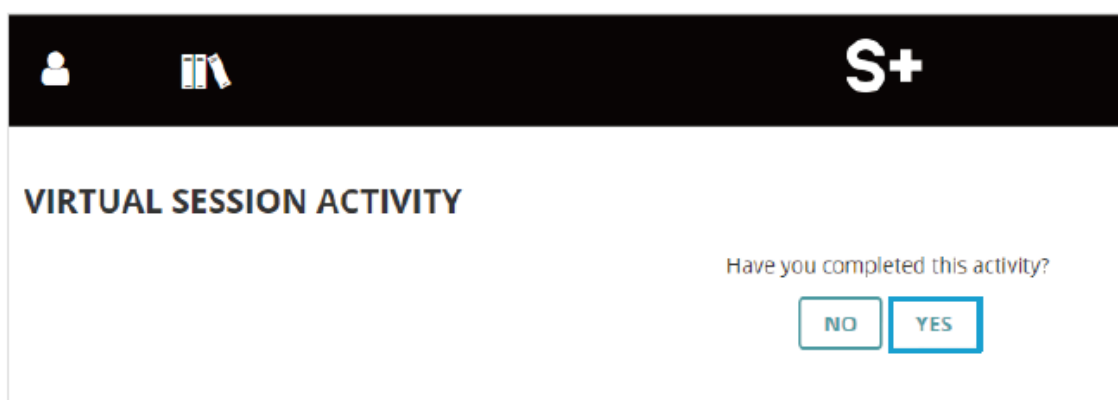 S+
VIRTUAL SESSION ACTIVITY
Have you completed this activity?
NO YES